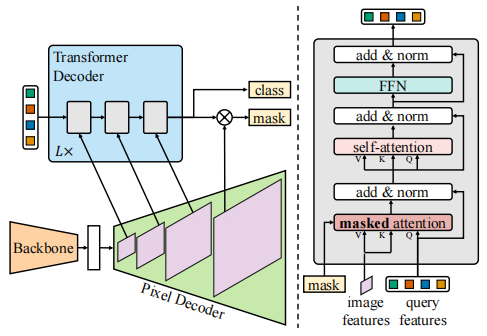 Transformer
Decoder
L×
class
mask
Backbone
Pixel Decoder
add & norm
FFN
add & norm
self-attention
V
K
Q
add & norm
masked attention
V
K
Q
mask
image
features
query
features